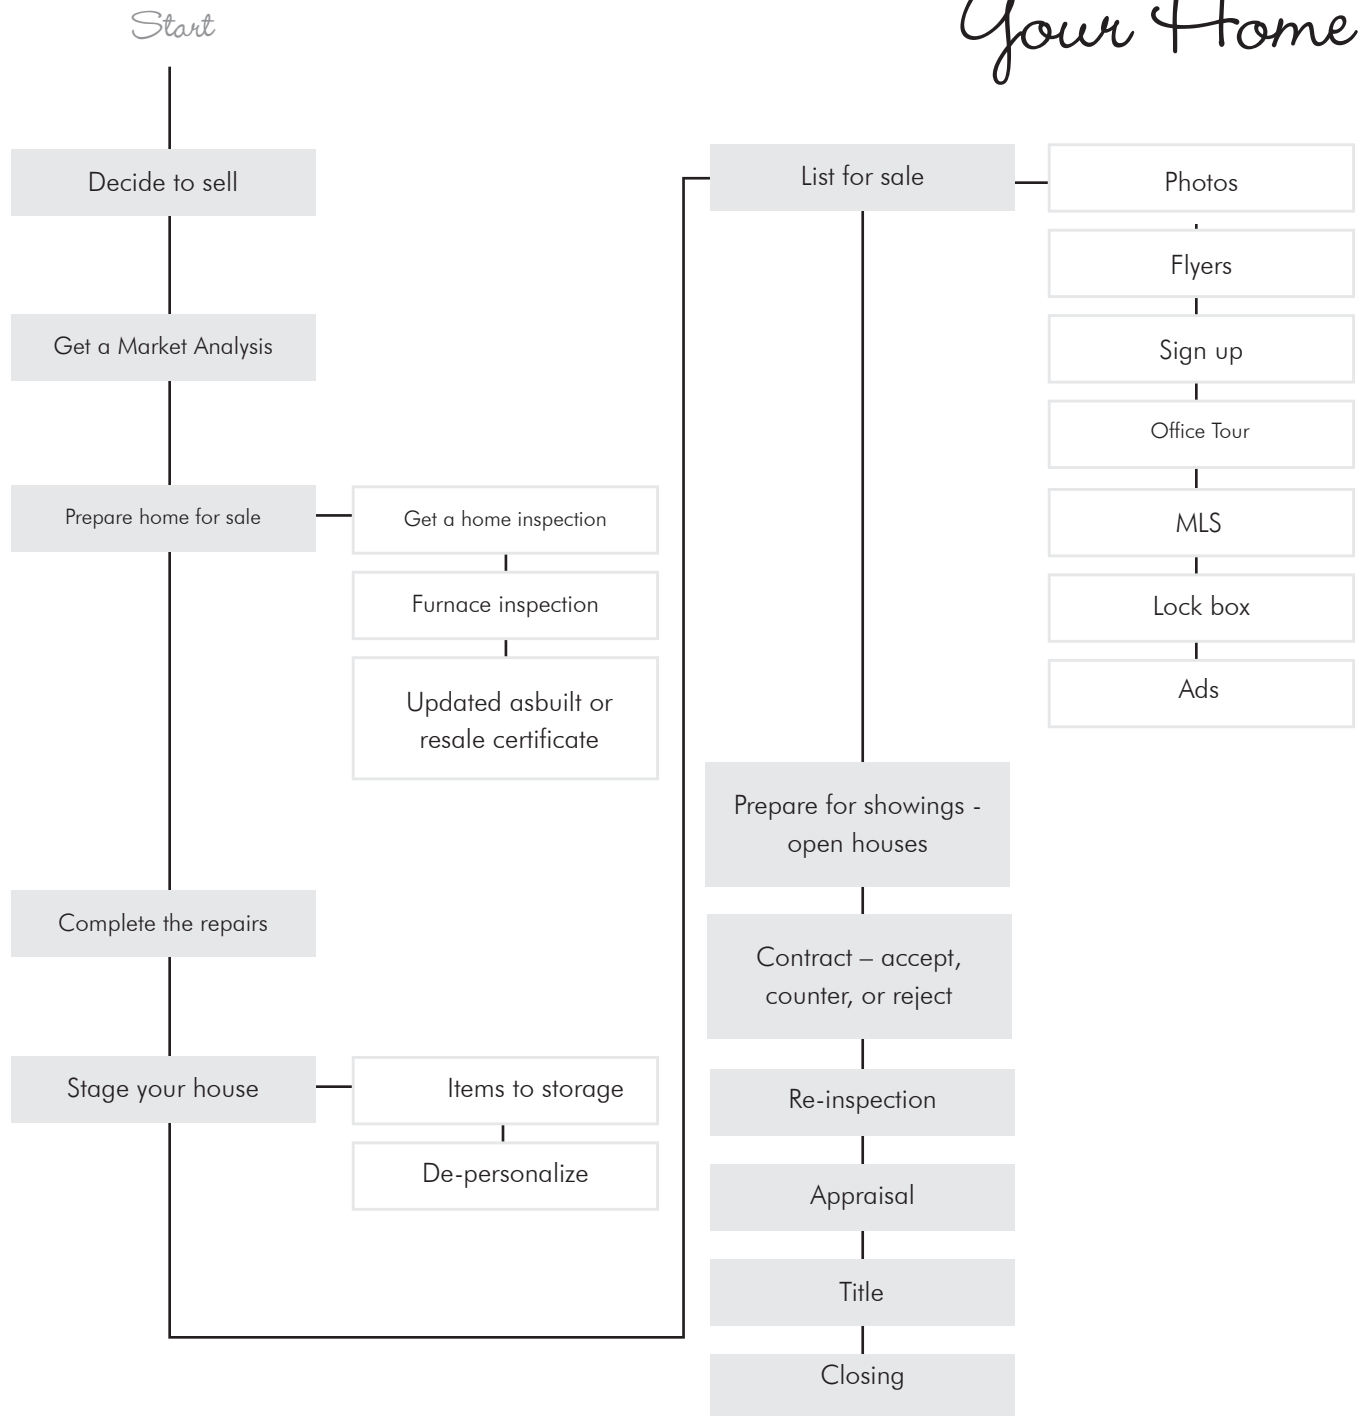 Start
Your Home
Decide to sell
Get a Market Analysis
Prepare home for sale
Get a home inspection
Furnace inspection
Updated asbuilt or
resale certificate
Complete the repairs
Stage your house
Items to storage
De-personalize
List for sale
Photos
Flyers
Sign up
Office Tour
MLS
Lock box
Ads
Prepare for showings -
open houses
Contract – accept,
counter, or reject
Re-inspection
Appraisal
Title
Closing